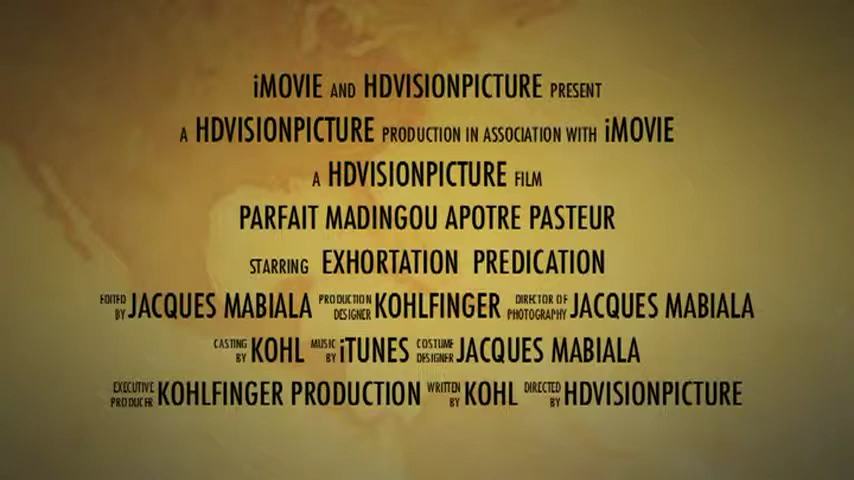 iMOVIE AND HDVISIONPICTURE PRESENT
A HDVISIONPICTURE PRODUCTION IN ASSOCIATION WITH iMOVIE
A HDVISIONPICTURE FILM
PARFAIT MADINGOU APOTRE PASTEUR
STARRING EXHORTATION PREDICATION
EDITED BY JACQUES MABIALA PRODUCTION DESIGNER KOHLFINGER DIRECTOR OF PHOTOGRAPHY JACQUES MABIALA
CASTING BY KOHL MUSIC BY iTUNES COSTUME DESIGNER JACQUES MABIALA
EXECUTIVE PRODUCER KOHLFINGER PRODUCTION WRITTEN BY KOHL DIRECTED BY HDVISIONPICTURE